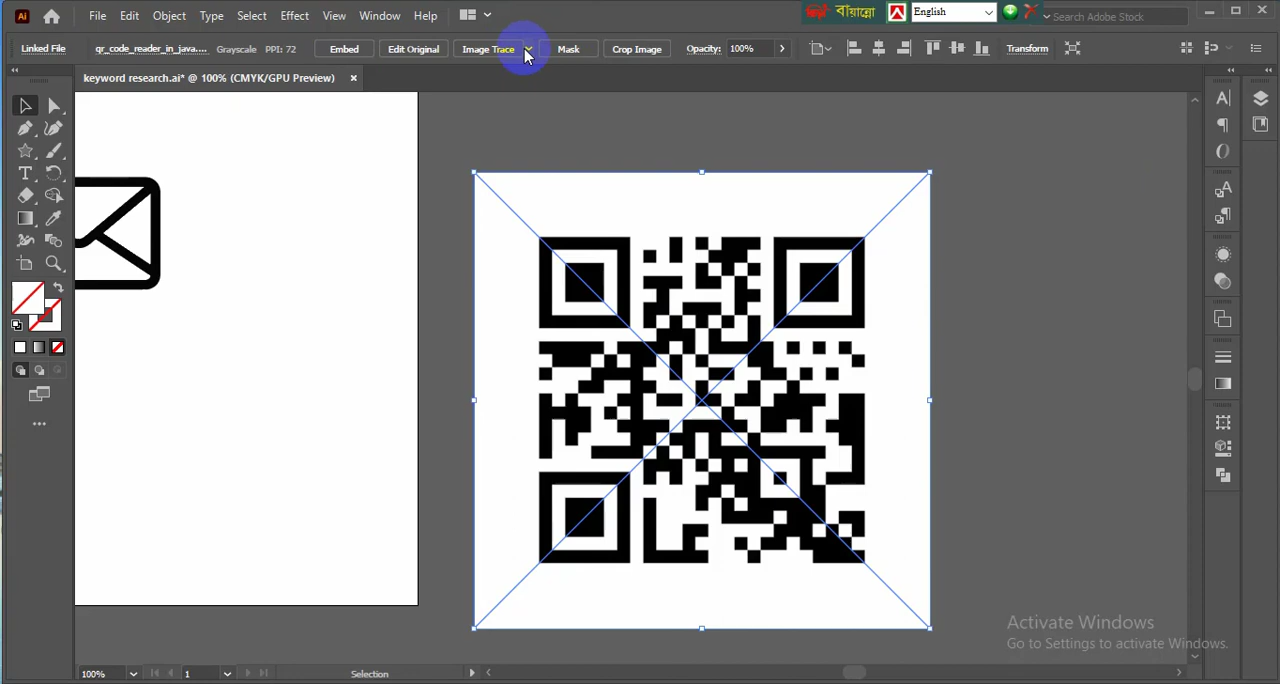 Ai File Edit Object Type Select Effect View Window Help বায়ান্নো English Search Adobe Stock
Linked File qr_code_reader_in_java.... Grayscale PPI: 72 Embed Edit Original Image Trace Mask Crop Image Opacity: 100% Transform
keyword research.ai* @ 100% (CMYK/GPU Preview)
Activate Windows
Go to Settings to activate Windows.
100% 1 Selection